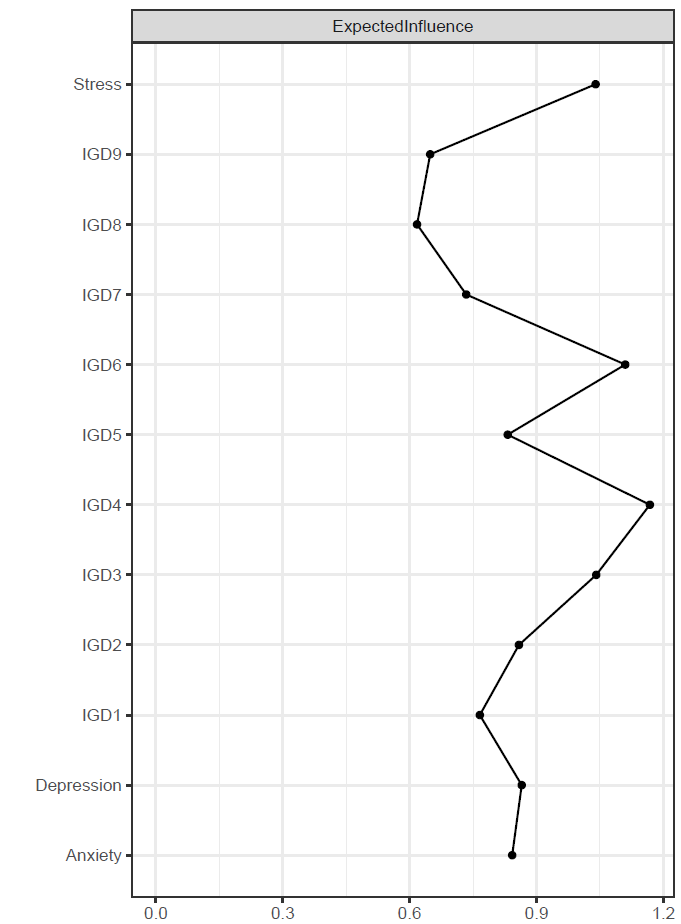 ExpectedInfluence
Stress
IGD9
IGD8
IGD7
IGD6
IGD5
IGD4
IGD3
IGD2
IGD1
Depression
Anxiety
0.0 0.3 0.6 0.9 1.2